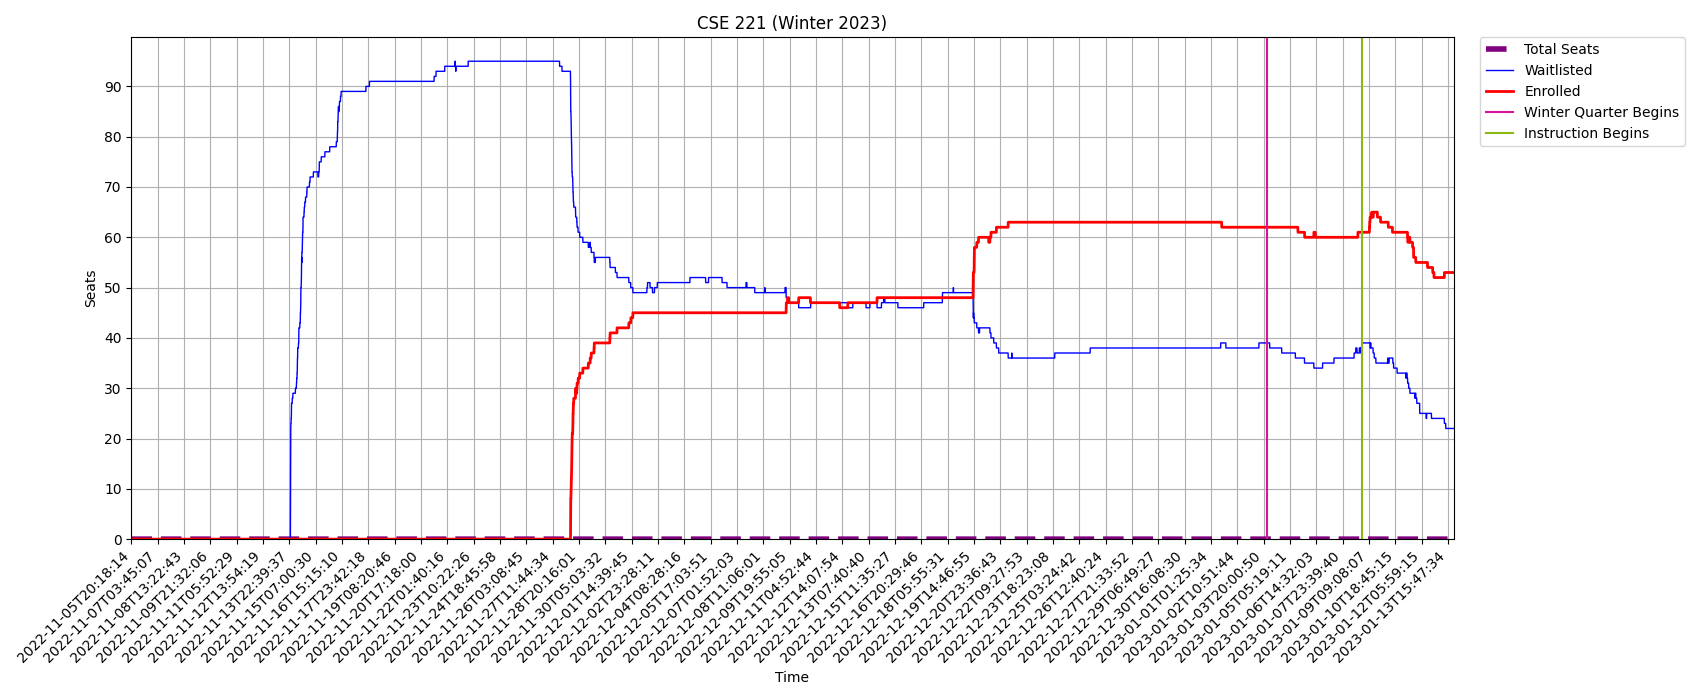 CSE 221 (Winter 2023)
Total Seats
Waitlisted
Enrolled
Winter Quarter Begins
Instruction Begins
Seats
90
80
70
60
50
40
30
20
10
0
2022-11-05T20:18:14
2022-11-07T03:45:07
2022-11-08T13:22:43
2022-11-09T21:32:06
2022-11-11T05:52:29
2022-11-12T13:54:19
2022-11-13T22:39:37
2022-11-15T07:00:30
2022-11-16T15:15:10
2022-11-17T23:42:18
2022-11-19T08:20:46
2022-11-20T17:18:00
2022-11-22T01:40:16
2022-11-23T10:22:26
2022-11-24T18:45:58
2022-11-26T03:08:45
2022-11-27T11:44:34
2022-11-28T20:16:01
2022-11-30T05:03:32
2022-12-01T14:39:45
2022-12-02T23:28:11
2022-12-04T08:28:16
2022-12-05T17:03:51
2022-12-07T01:52:03
2022-12-08T11:06:01
2022-12-09T19:55:05
2022-12-11T04:52:44
2022-12-12T14:07:54
2022-12-13T07:40:40
2022-12-15T11:35:27
2022-12-16T20:29:46
2022-12-18T05:55:31
2022-12-19T14:46:55
2022-12-20T23:36:43
2022-12-22T09:27:53
2022-12-23T18:23:08
2022-12-25T03:24:42
2022-12-26T12:40:24
2022-12-27T21:33:52
2022-12-29T06:49:27
2022-12-30T16:08:30
2023-01-01T01:25:34
2023-01-02T10:51:44
2023-01-03T20:00:50
2023-01-05T05:19:11
2023-01-06T14:32:03
2023-01-07T23:39:40
2023-01-09T09:08:07
2023-01-10T18:45:15
2023-01-12T05:59:15
2023-01-13T15:47:34
Time